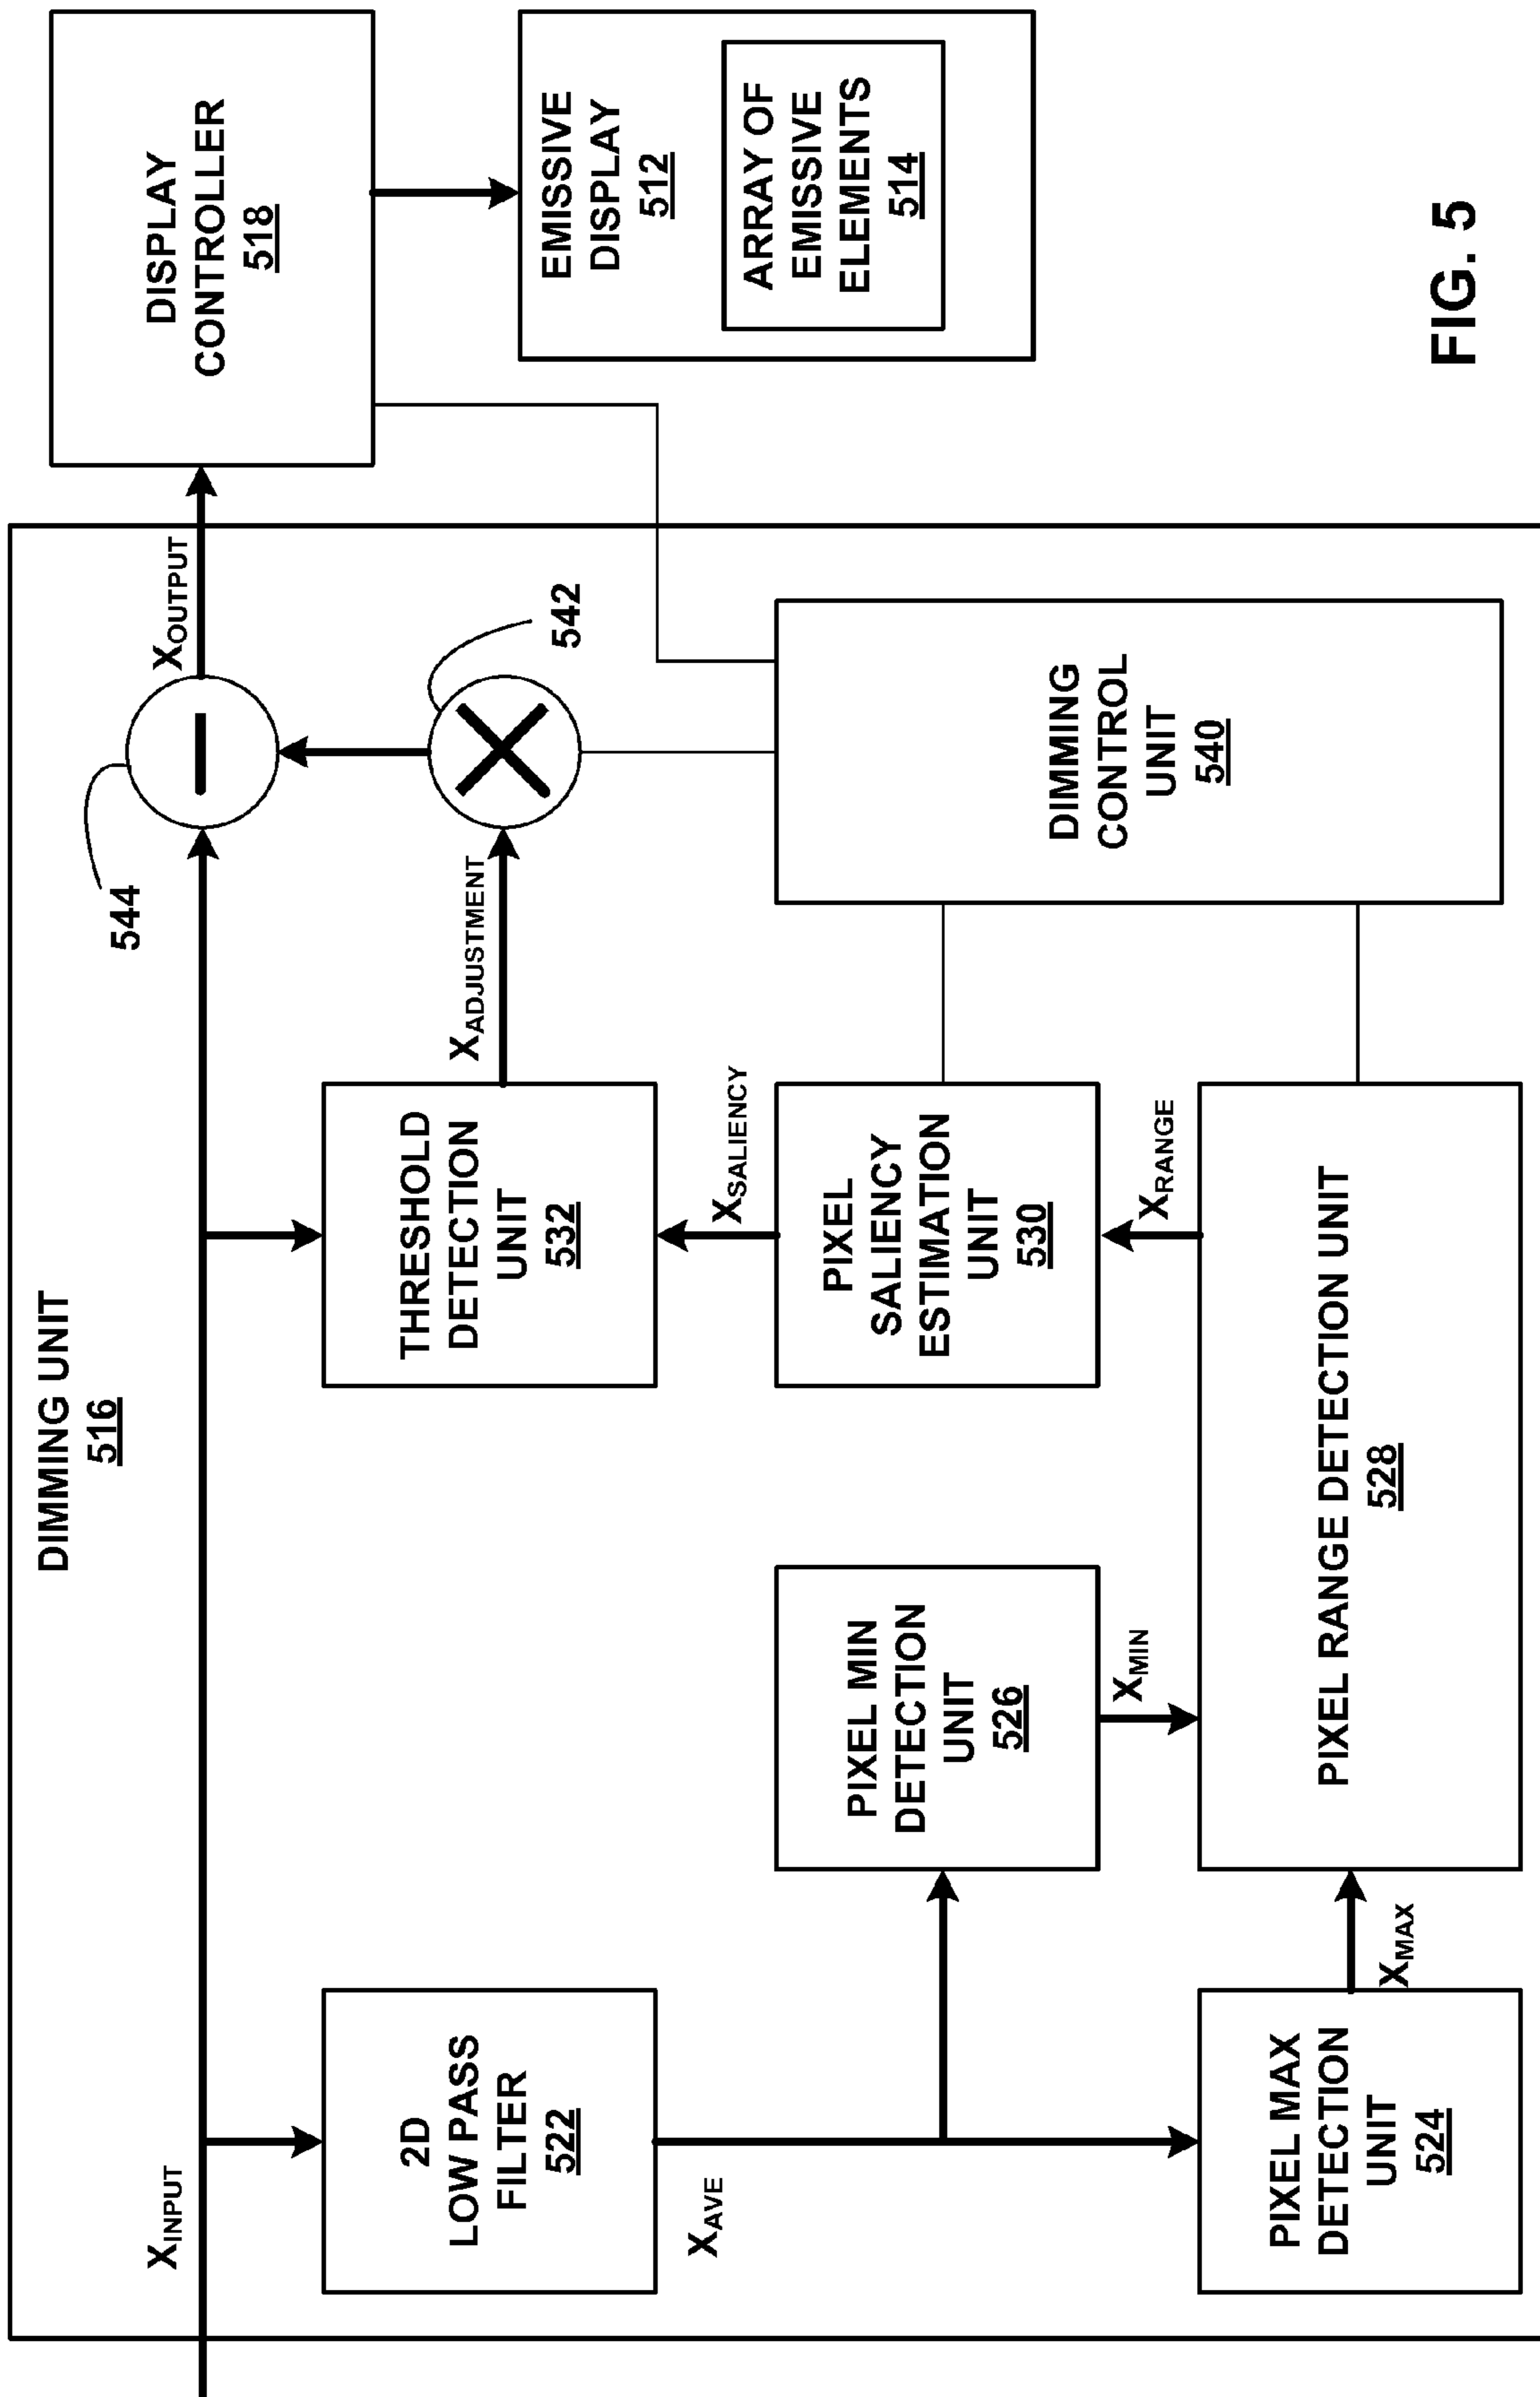 DIMMING UNIT
516
XINPUT
2D
LOW PASS
FILTER
522
XAVE
PIXEL MAX
DETECTION
UNIT
524
XMAX
PIXEL MIN
DETECTION
UNIT
526
XMIN
PIXEL RANGE DETECTION UNIT
528
XRANGE
PIXEL
SALIENCY
ESTIMATION
UNIT
530
XSALIENCY
THRESHOLD
DETECTION
UNIT
532
XADJUSTMENT
544
542
DIMMING
CONTROL
UNIT
540
XOUTPUT
DISPLAY
CONTROLLER
518
EMISSIVE
DISPLAY
512
ARRAY OF
EMISSIVE
ELEMENTS
514
FIG. 5